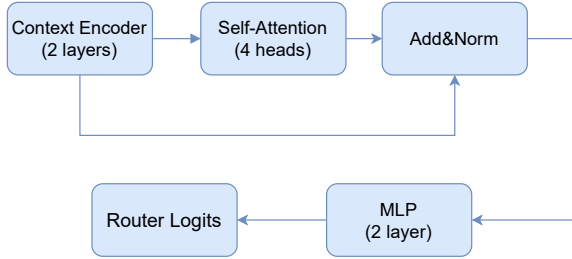 Context Encoder
(2 layers)
Self-Attention
(4 heads)
Add&Norm
Router Logits
MLP
(2 layer)